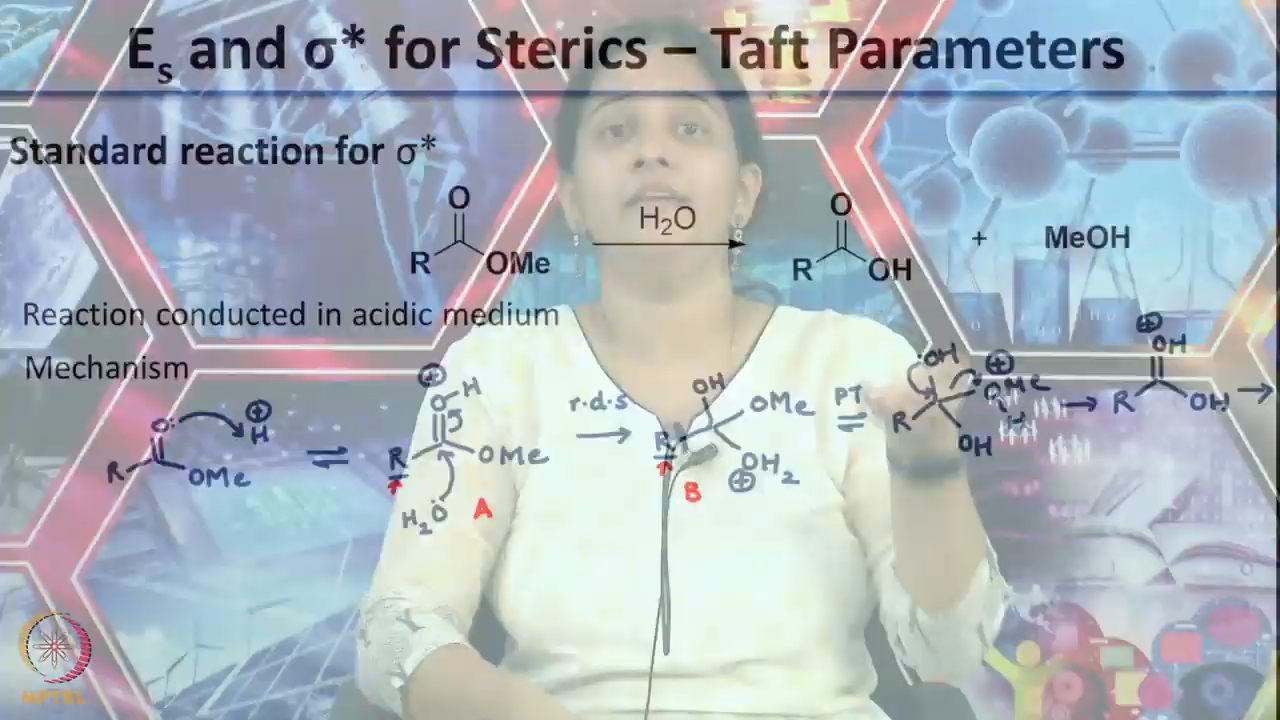 Es and σ* for Sterics – Taft Parameters
Standard reaction for σ*
O
R OMe
H₂O
O
R OH
+ MeOH
Reaction conducted in acidic medium
Mechanism
O: ⊕ H
R OMe
⇌
⊕ O H
R OMe
H₂Ö A
r.d.s
OH
R OMe
⊕ OH₂
B
PT
⇌
OH ⊕
R OMe
H
OH
⊕ OH
R OH
NPTEL